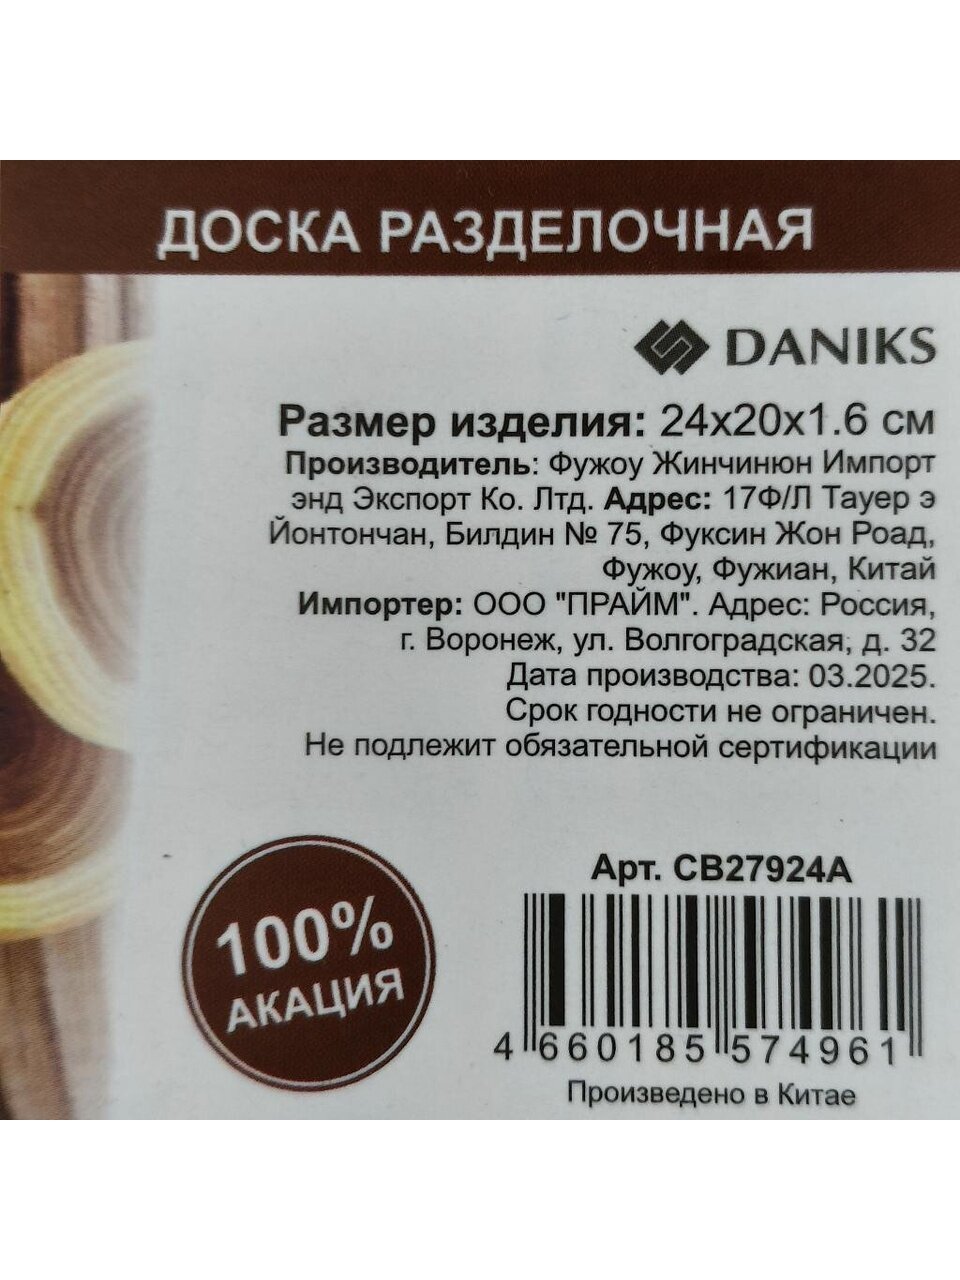 ДОСКА РАЗДЕЛОЧНАЯ
DANIKS
Размер изделия: 24х20х1.6 см
Производитель: Фужоу Жинчинюн Импорт
энд Экспорт Ко. Лтд. Адрес: 17Ф/Л Тауер э
Йонтончан, Билдин № 75, Фуксин Жон Роад,
Фужоу, Фужиан, Китай
Импортер: ООО "ПРАЙМ". Адрес: Россия,
г. Воронеж, ул. Волгоградская, д. 32
Дата производства: 03.2025.
Срок годности не ограничен.
Не подлежит обязательной сертификации
100%
АКАЦИЯ
Арт. CB27924A
4 660185 574961
Произведено в Китае